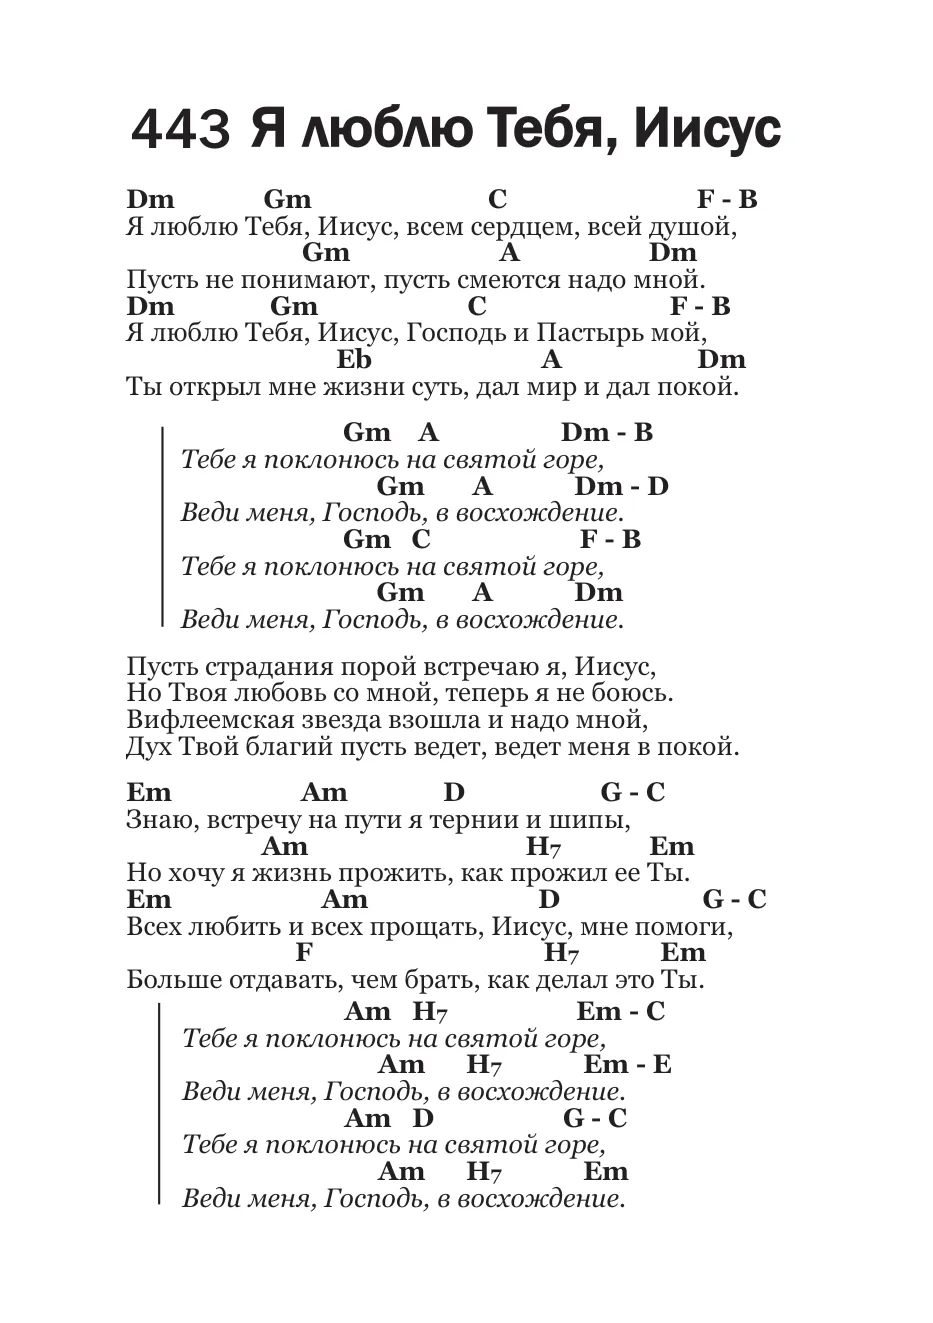 443 Я люблю Тебя, Иисус
Dm Gm C F - B
Я люблю Тебя, Иисус, всем сердцем, всей душой,
Gm A Dm
Пусть не понимают, пусть смеются надо мной.
Dm Gm C F - B
Я люблю Тебя, Иисус, Господь и Пастырь мой,
Eb A Dm
Ты открыл мне жизни суть, дал мир и дал покой.
Gm A Dm - B
Тебе я поклонюсь на святой горе,
Gm A Dm - D
Веди меня, Господь, в восхождение.
Gm C F - B
Тебе я поклонюсь на святой горе,
Gm A Dm
Веди меня, Господь, в восхождение.
Пусть страдания порой встречаю я, Иисус,
Но Твоя любовь со мной, теперь я не боюсь.
Вифлеемская звезда взошла и надо мной,
Дух Твой благий пусть ведет, ведет меня в покой.
Em Am D G - C
Знаю, встречу на пути я тернии и шипы,
Am H7 Em
Но хочу я жизнь прожить, как прожил ее Ты.
Em Am D G - C
Всех любить и всех прощать, Иисус, мне помоги,
F H7 Em
Больше отдавать, чем брать, как делал это Ты.
Am H7 Em - C
Тебе я поклонюсь на святой горе,
Am H7 Em - E
Веди меня, Господь, в восхождение.
Am D G - C
Тебе я поклонюсь на святой горе,
Am H7 Em
Веди меня, Господь, в восхождение.